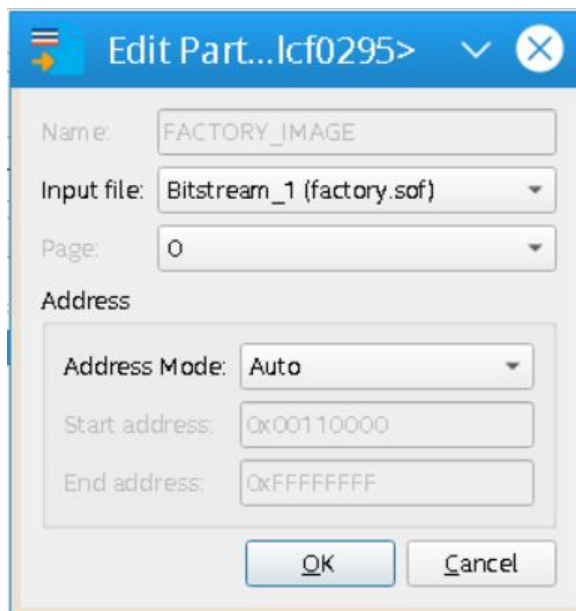 Edit Part...lcf0295>
Name: FACTORY_IMAGE
Input file: Bitstream_1 (factory.sof)
Page: 0
Address
Address Mode: Auto
Start address: 0x00110000
End address: 0xFFFFFFFF
OK Cancel